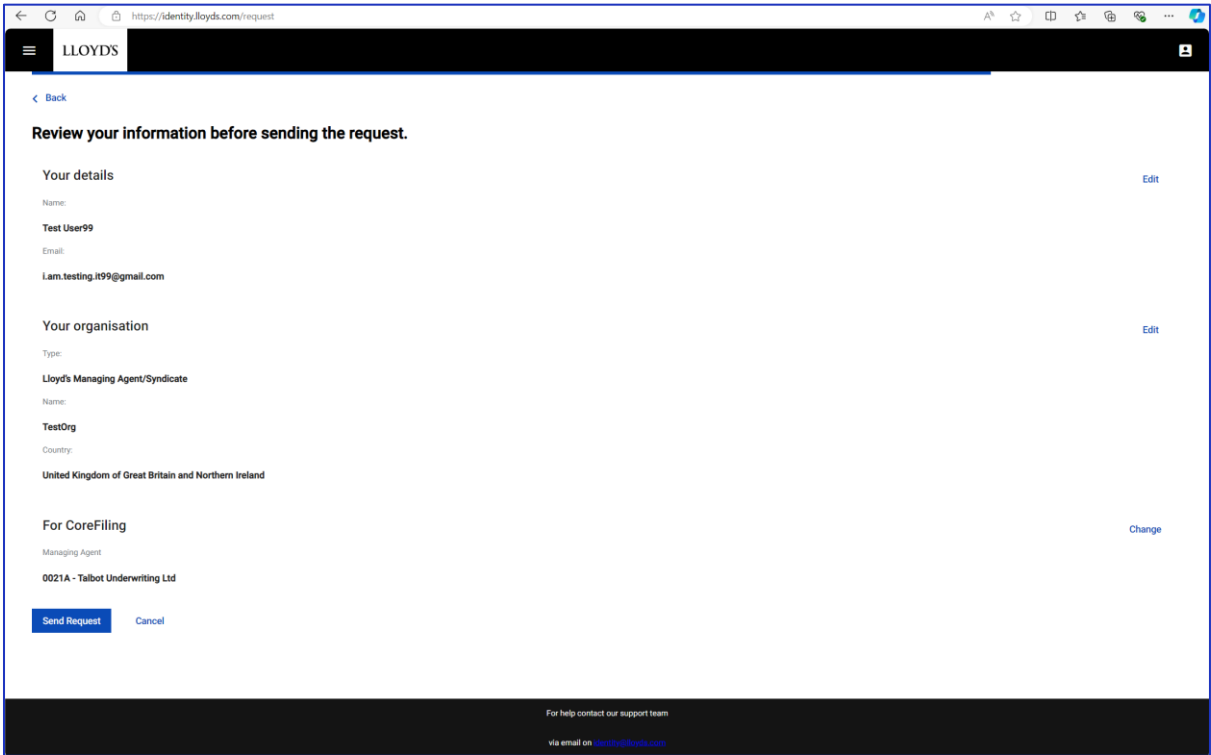 https://identity.lloyds.com/request
LLOYD'S
Back
Review your information before sending the request.
Your details
Edit
Name:
Test User99
Email:
i.am.testing.it99@gmail.com
Your organisation
Edit
Type:
Lloyd's Managing Agent/Syndicate
Name:
TestOrg
Country:
United Kingdom of Great Britain and Northern Ireland
For CoreFiling
Change
Managing Agent
0021A - Talbot Underwriting Ltd
Send Request Cancel
For help contact our support team
via email on